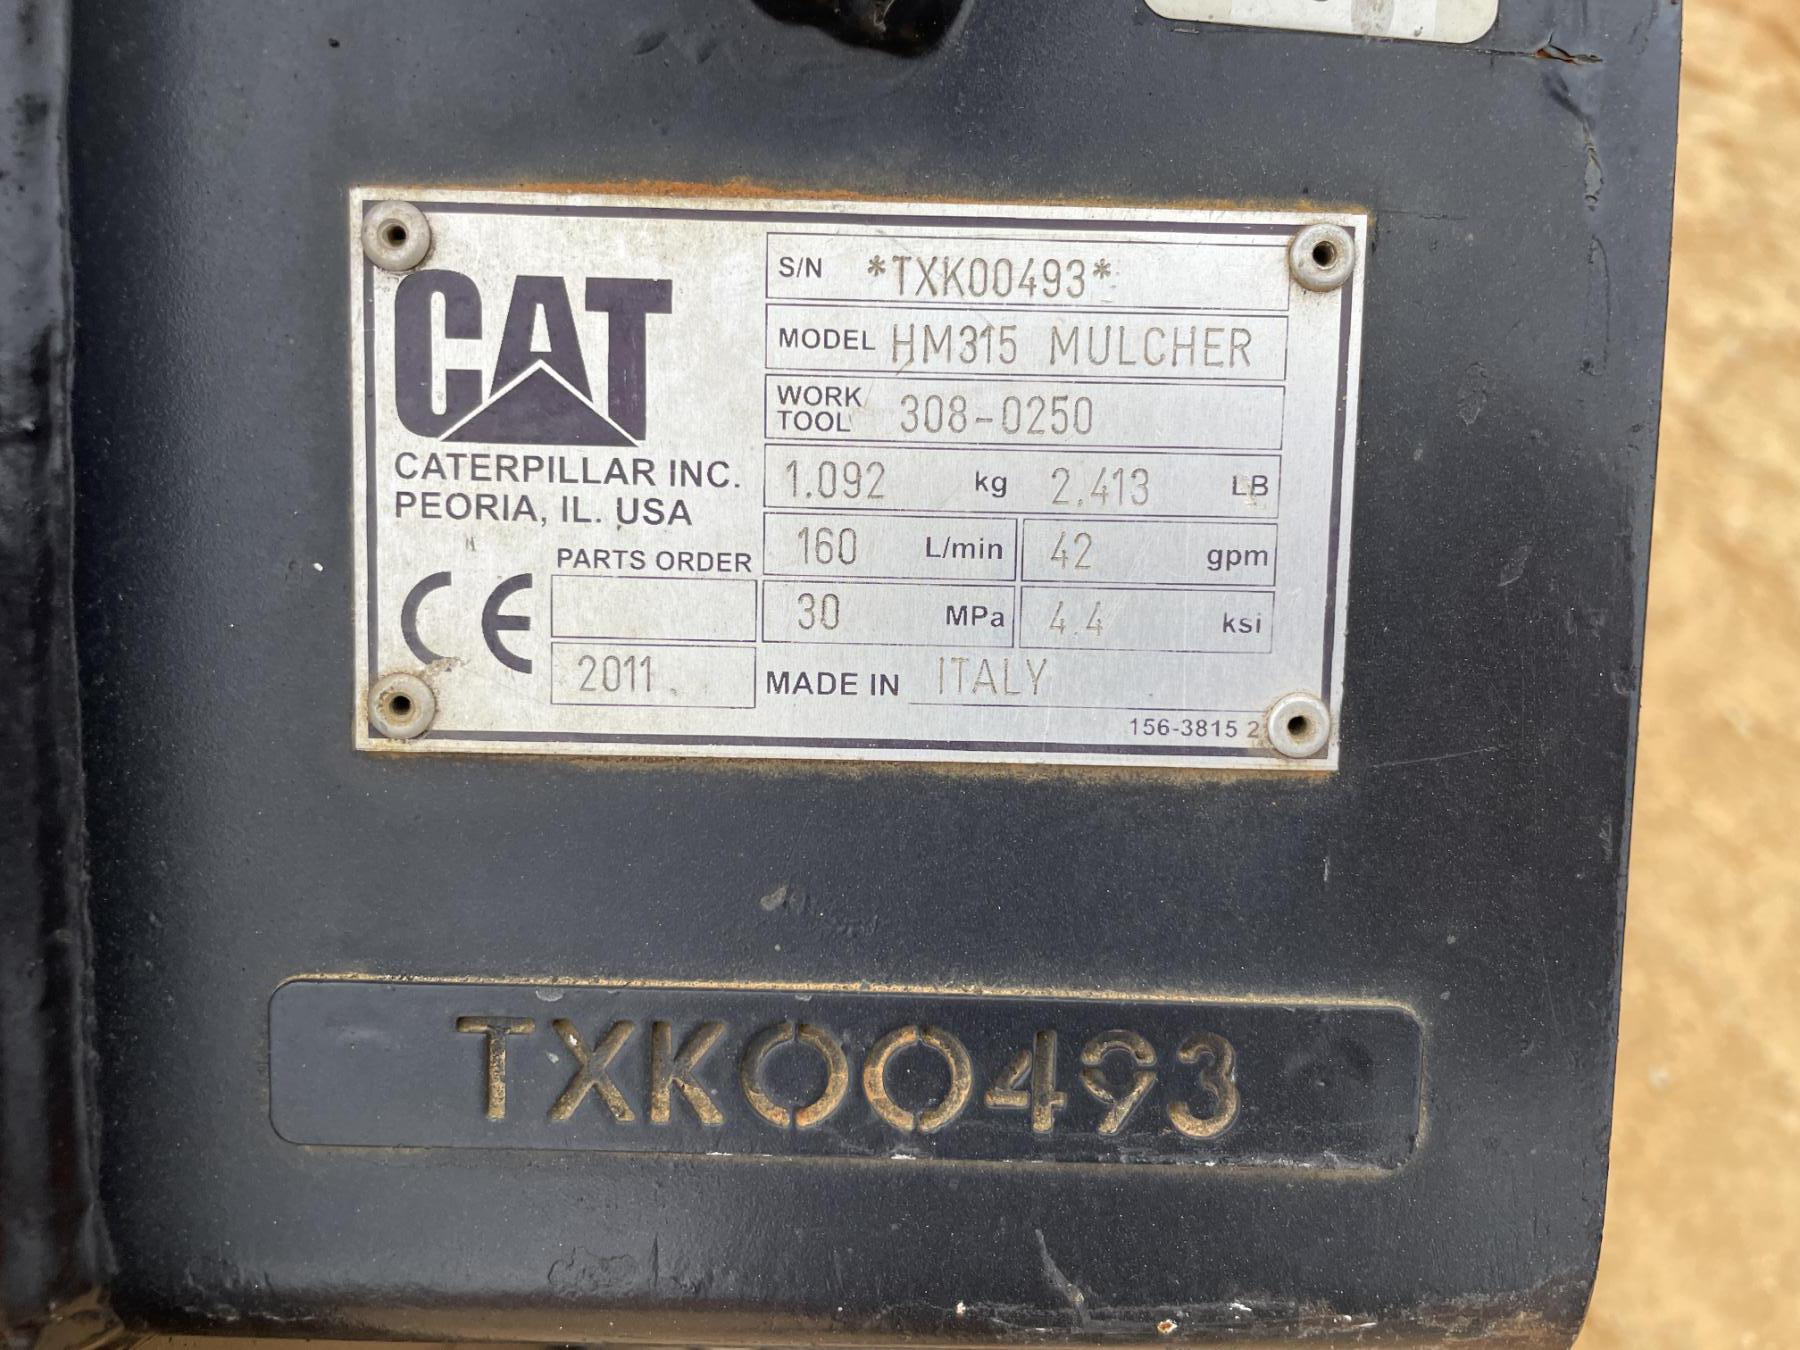 CAT
CATERPILLAR INC.
PEORIA, IL. USA
S/N *TXK00493*
MODEL HM315 MULCHER
WORK TOOL 308-0250
1.092 kg 2.413 LB
160 L/min 42 gpm
30 MPa 4.4 ksi
PARTS ORDER
CE
2011
MADE IN ITALY
156-3815 2
TXK00493